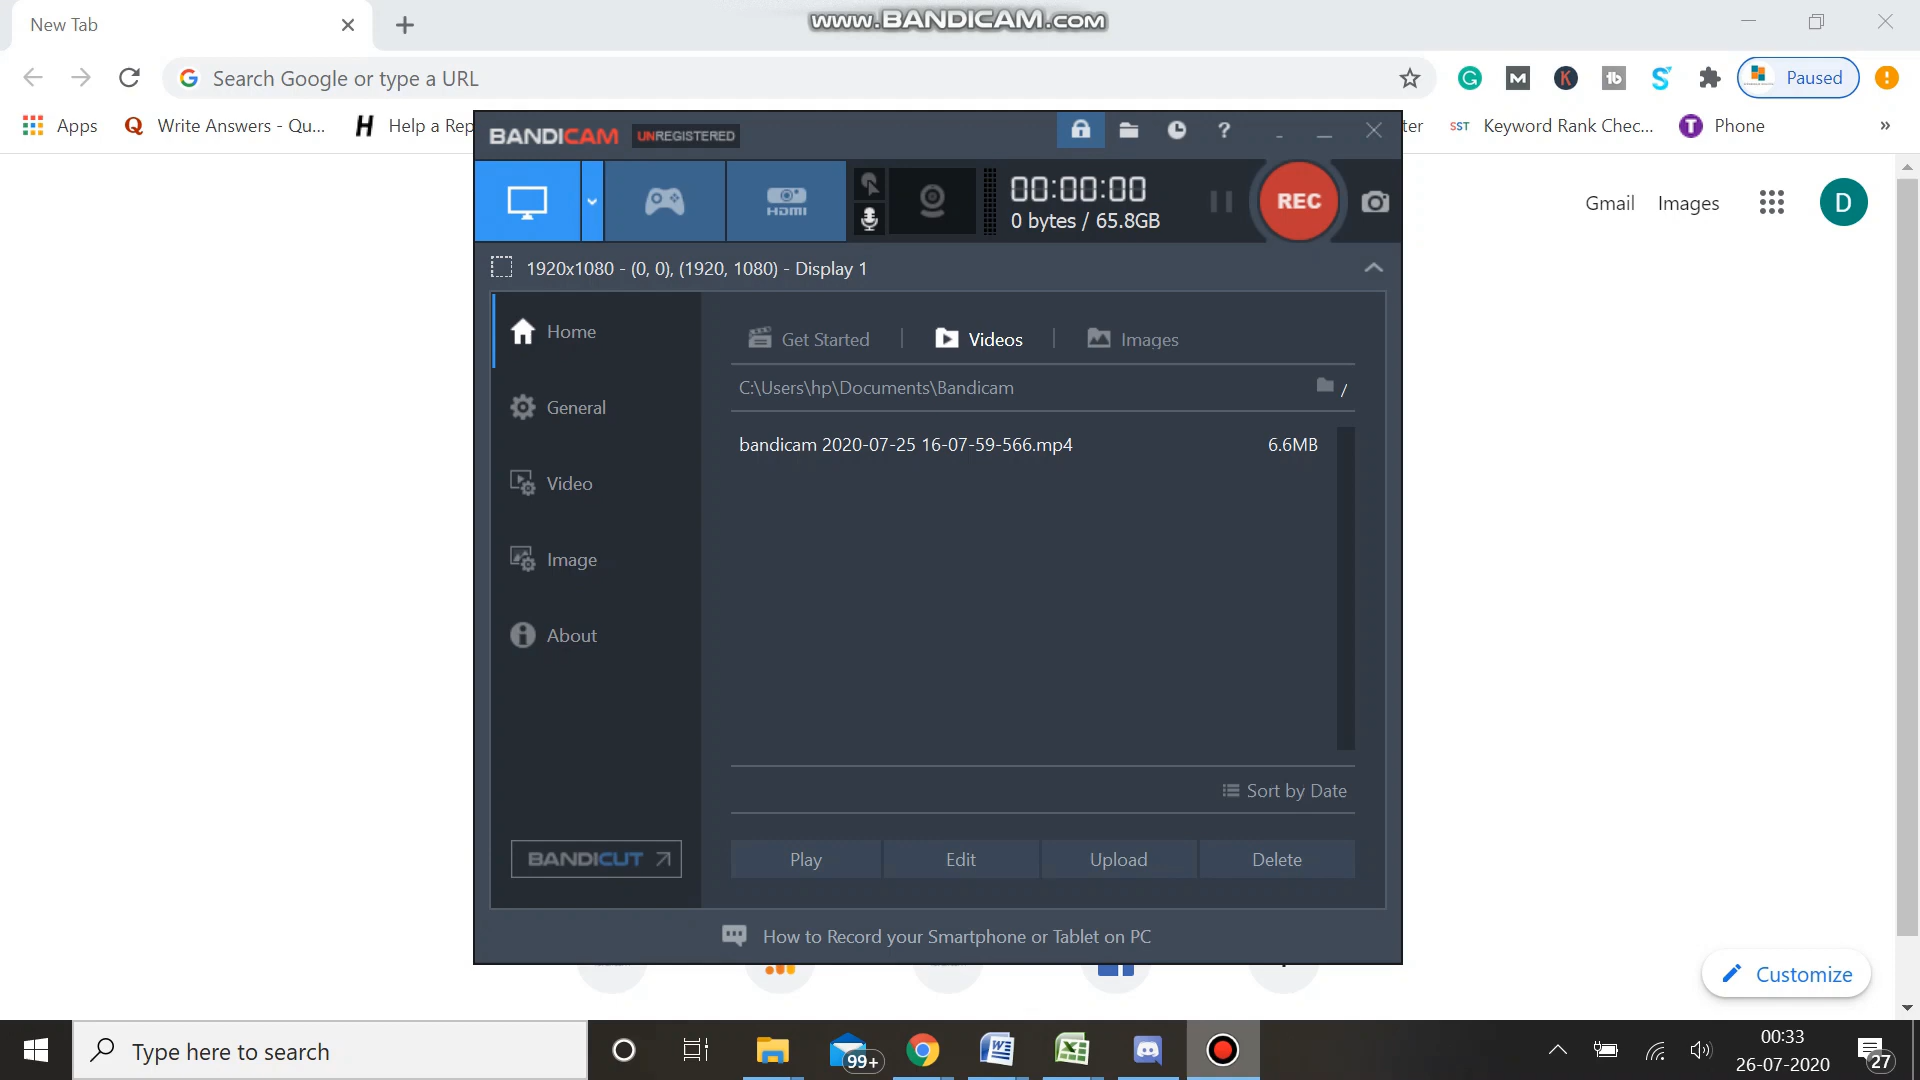 New Tab
www.BANDICAM.com
Search Google or type a URL
Paused
Apps
Write Answers - Qu...
Help a Rep
ter
SST Keyword Rank Chec...
T Phone
»
BANDICAM UNREGISTERED
?
HDMI
00:00:00
0 bytes / 65.8GB
REC
Gmail
Images
D
1920x1080 - (0, 0), (1920, 1080) - Display 1
Home
General
Video
Image
About
Get Started
Videos
Images
C:\Users\hp\Documents\Bandicam
/
bandicam 2020-07-25 16-07-59-566.mp4
6.6MB
Sort by Date
BANDICUT
Play
Edit
Upload
Delete
How to Record your Smartphone or Tablet on PC
Customize
Type here to search
99+
00:33
26-07-2020
27